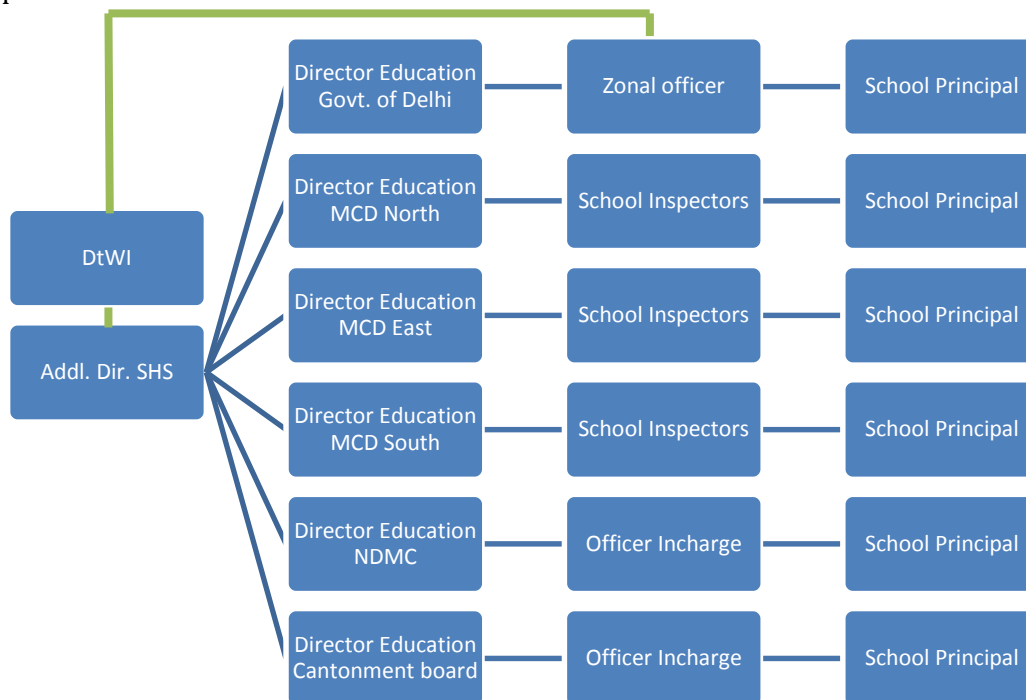 Director Education
Govt. of Delhi
Zonal officer
School Principal
Director Education
MCD North
School Inspectors
School Principal
DtWI
Director Education
MCD East
School Inspectors
School Principal
Addl. Dir. SHS
Director Education
MCD South
School Inspectors
School Principal
Director Education
NDMC
Officer Incharge
School Principal
Director Education
Cantonment board
Officer Incharge
School Principal